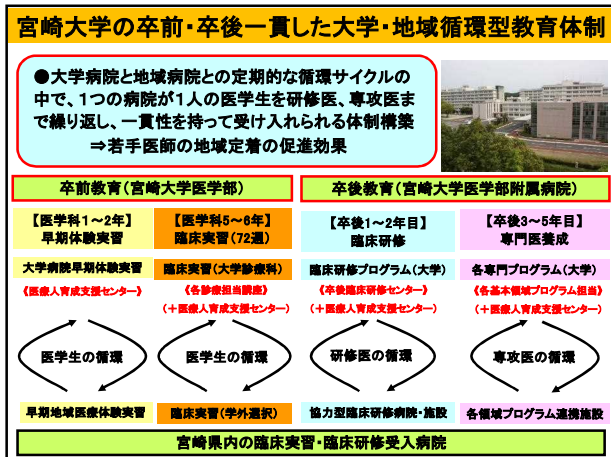 宮崎大学の卒前・卒後一貫した大学・地域循環型教育体制
●大学病院と地域病院との定期的な循環サイクルの
中で、1つの病院が1人の医学生を研修医、専攻医ま
で繰り返し、一貫性を持って受け入れられる体制構築
⇒若手医師の地域定着の促進効果
卒前教育(宮崎大学医学部)
卒後教育(宮崎大学医学部附属病院)
【医学科1~2年】
早期体験実習
【医学科5~6年】
臨床実習(72週)
【卒後1~2年目】
臨床研修
【卒後3~5年目】
専門医養成
大学病院早期体験実習
《医療人育成支援センター》
臨床実習(大学診療科)
《各診療担当講座》
(+医療人育成支援センター)
臨床研修プログラム(大学)
《卒後臨床研修センター》
(+医療人育成支援センター)
各専門プログラム(大学)
《各基本領域プログラム担当》
(+医療人育成支援センター)
医学生の循環
医学生の循環
研修医の循環
専攻医の循環
早期地域医療体験実習
臨床実習(学外選択)
協力型臨床研修病院・施設
各領域プログラム連携施設
宮崎県内の臨床実習・臨床研修受入病院